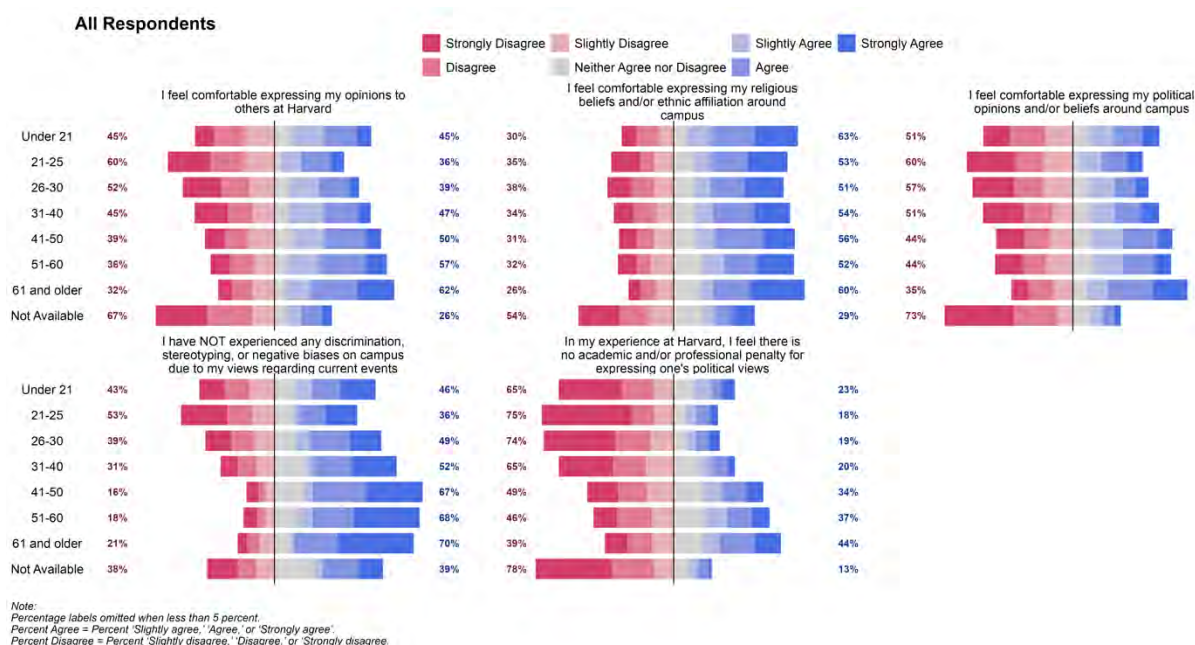 All Respondents
Strongly Disagree Slightly Disagree Slightly Agree Strongly Agree
Disagree Neither Agree nor Disagree Agree
I feel comfortable expressing my opinions to
others at Harvard
I feel comfortable expressing my religious
beliefs and/or ethnic affiliation around
campus
I feel comfortable expressing my political
opinions and/or beliefs around campus
Under 21 45% 45% 30% 63% 51%
21-25 60% 36% 35% 53% 60%
26-30 52% 39% 38% 51% 57%
31-40 45% 47% 34% 54% 51%
41-50 39% 50% 31% 56% 44%
51-60 36% 57% 32% 52% 44%
61 and older 32% 62% 26% 60% 35%
Not Available 67% 26% 54% 29% 73%
I have NOT experienced any discrimination,
stereotyping, or negative biases on campus
due to my views regarding current events
In my experience at Harvard, I feel there is
no academic and/or professional penalty for
expressing one's political views
Under 21 43% 46% 65% 23%
21-25 53% 36% 75% 18%
26-30 39% 49% 74% 19%
31-40 31% 52% 65% 20%
41-50 16% 67% 49% 34%
51-60 18% 68% 46% 37%
61 and older 21% 70% 39% 44%
Not Available 38% 39% 78% 13%
Note:
Percentage labels omitted when less than 5 percent.
Percent Agree = Percent 'Slightly agree,' 'Agree,' or 'Strongly agree'.
Percent Disagree = Percent 'Slightly disagree,' 'Disagree,' or 'Strongly disagree.